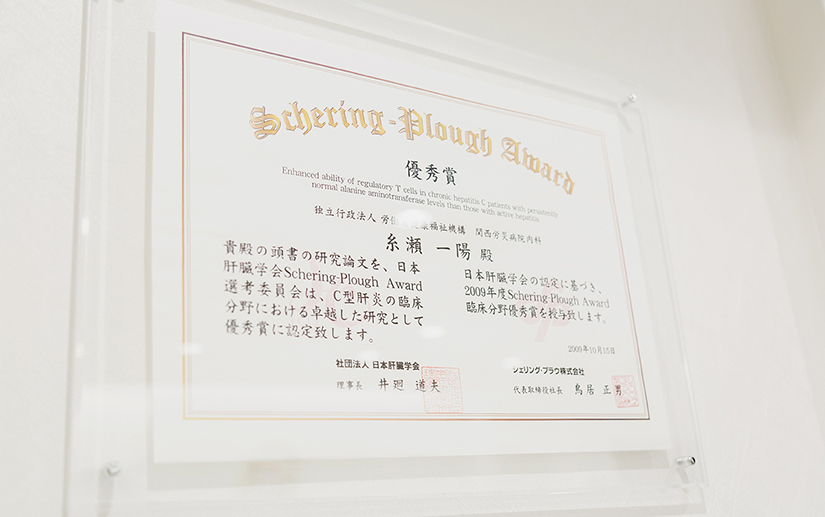 Schering-Plough Award
優秀賞
Enhanced ability of regulatory T cells in chronic hepatitis C patients with persistently
normal alanine aminotransferase levels than those with active hepatitis
独立行政法人 労働者健康福祉機構 関西労災病院内科
糸瀬 一陽 殿
貴殿の頭書の研究論文を、日本
肝臓学会Schering-Plough Award
選考委員会は、C型肝炎の臨床
分野における卓越した研究として
優秀賞に認定致します。
日本肝臓学会の認定に基づき、
2009年度Schering-Plough Award
臨床分野優秀賞を授与致します。
2009年10月15日
社団法人 日本肝臓学会
理事長 井廻 道夫
シェリング・プラウ株式会社
代表取締役社長 鳥居 正男